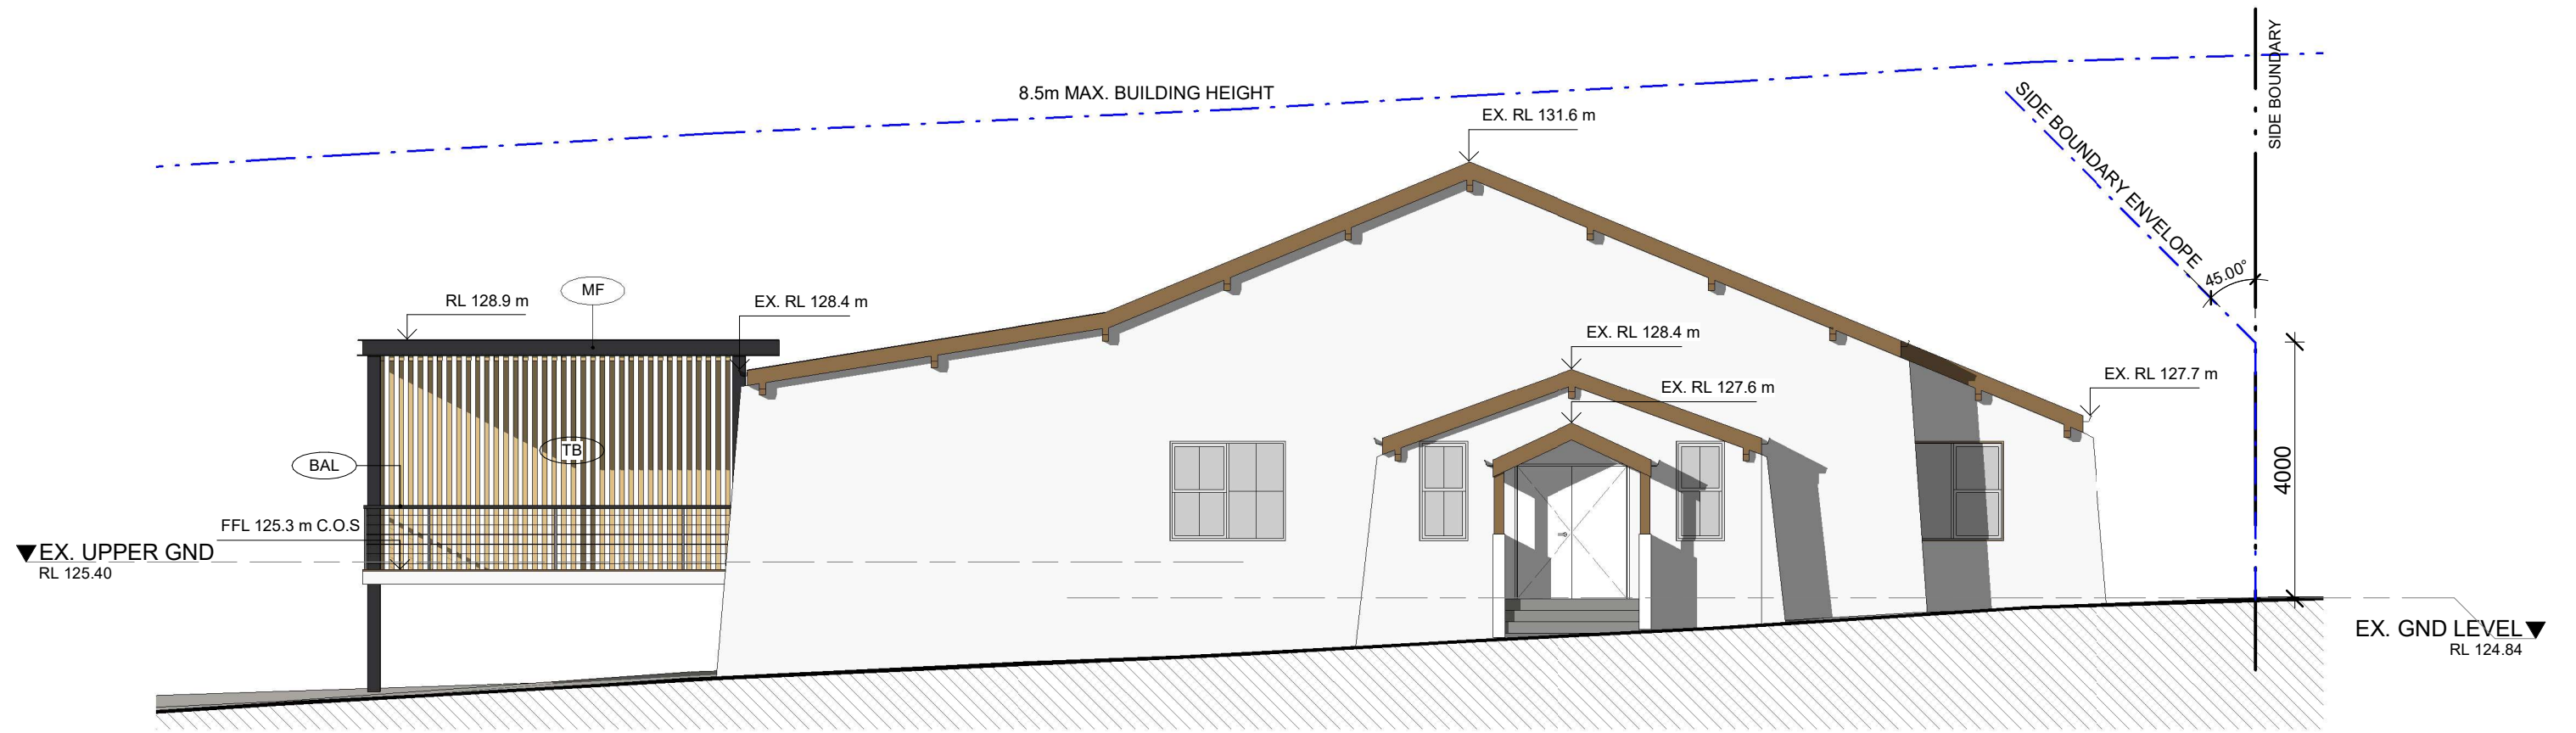 SIDE BOUNDARY
8.5m MAX. BUILDING HEIGHT
EX. RL 131.6 m
SIDE BOUNDARY ENVELOPE
45.00°
MF
RL 128.9 m
EX. RL 128.4 m
EX. RL 128.4 m
EX. RL 127.6 m
EX. RL 127.7 m
TB
BAL
4000
FFL 125.3 m C.O.S
EX. UPPER GND
RL 125.40
EX. GND LEVEL
RL 124.84